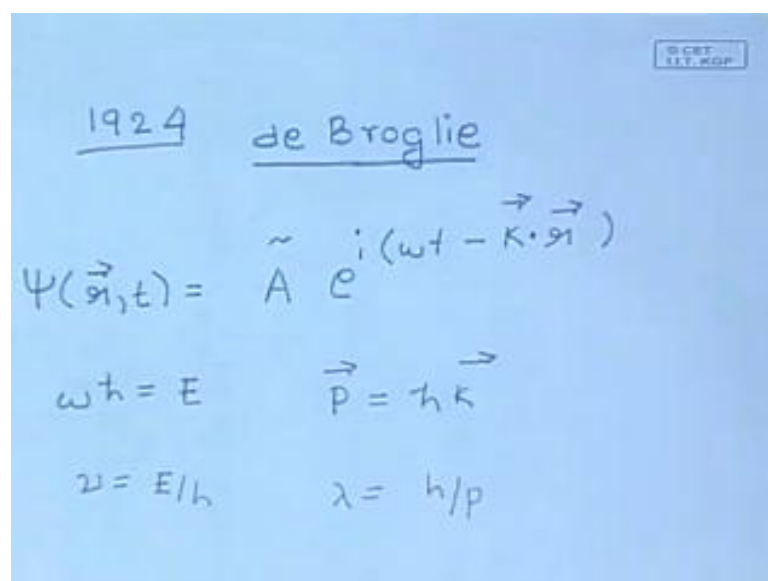 © CET
I.I.T. KGP
1924 de Broglie
Ψ(r⃗,t) = Ã e^{i(ωt - k⃗·r⃗)}
ωħ = E p⃗ = ħk⃗
ν = E/h λ = h/p